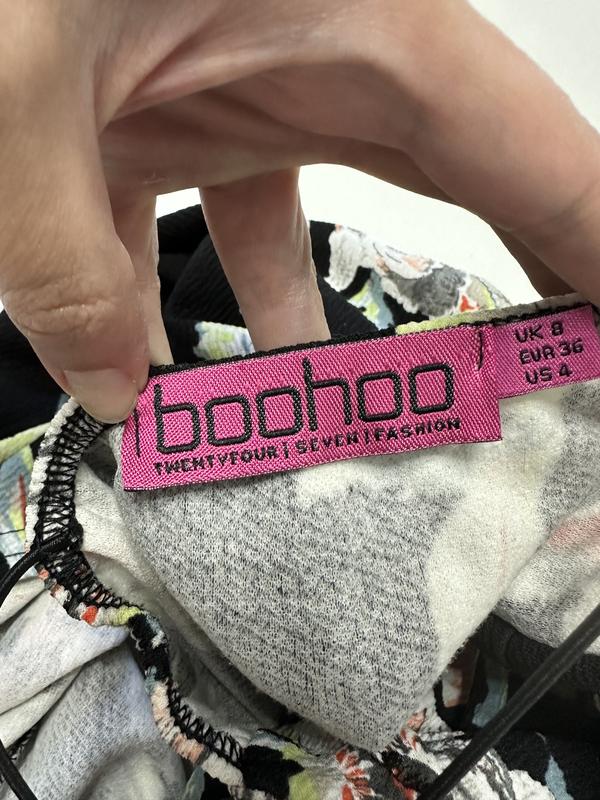 boohoo
TWENTYFOUR|SEVEN|FASHION
UK 8
EUR 36
US 4